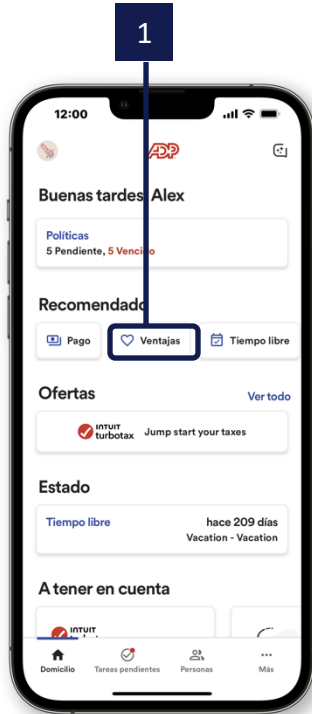 1
12:00
ADP
Buenas tardes, Alex
Políticas
5 Pendiente, 5 Vencido
Recomendado
Pago
Ventajas
Tiempo libre
Ofertas
Ver todo
INTUIT
turbotax
Jump start your taxes
Estado
Tiempo libre
hace 209 días
Vacation - Vacation
A tener en cuenta
INTUIT
Domicilio
Tareas pendientes
Personas
Más